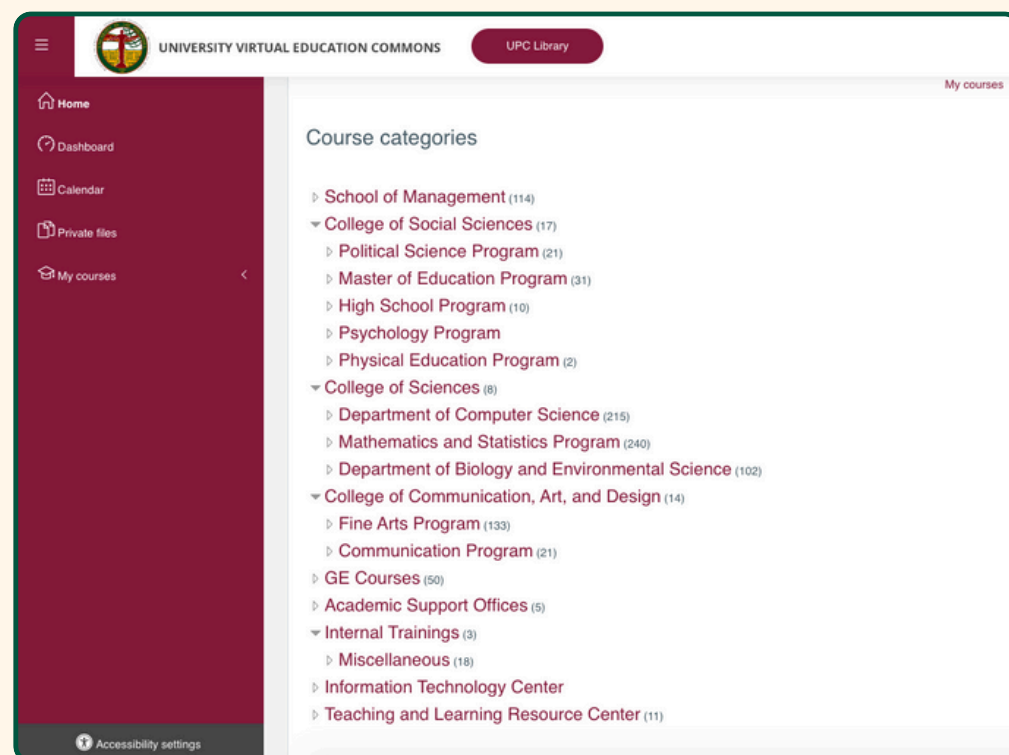 UNIVERSITY VIRTUAL EDUCATION COMMONS
UPC Library
Home
Dashboard
Calendar
Private files
My courses
Accessibility settings
My courses
Course categories
School of Management (114)
College of Social Sciences (17)
Political Science Program (21)
Master of Education Program (31)
High School Program (10)
Psychology Program
Physical Education Program (2)
College of Sciences (8)
Department of Computer Science (215)
Mathematics and Statistics Program (240)
Department of Biology and Environmental Science (102)
College of Communication, Art, and Design (14)
Fine Arts Program (133)
Communication Program (21)
GE Courses (50)
Academic Support Offices (5)
Internal Trainings (3)
Miscellaneous (18)
Information Technology Center
Teaching and Learning Resource Center (11)